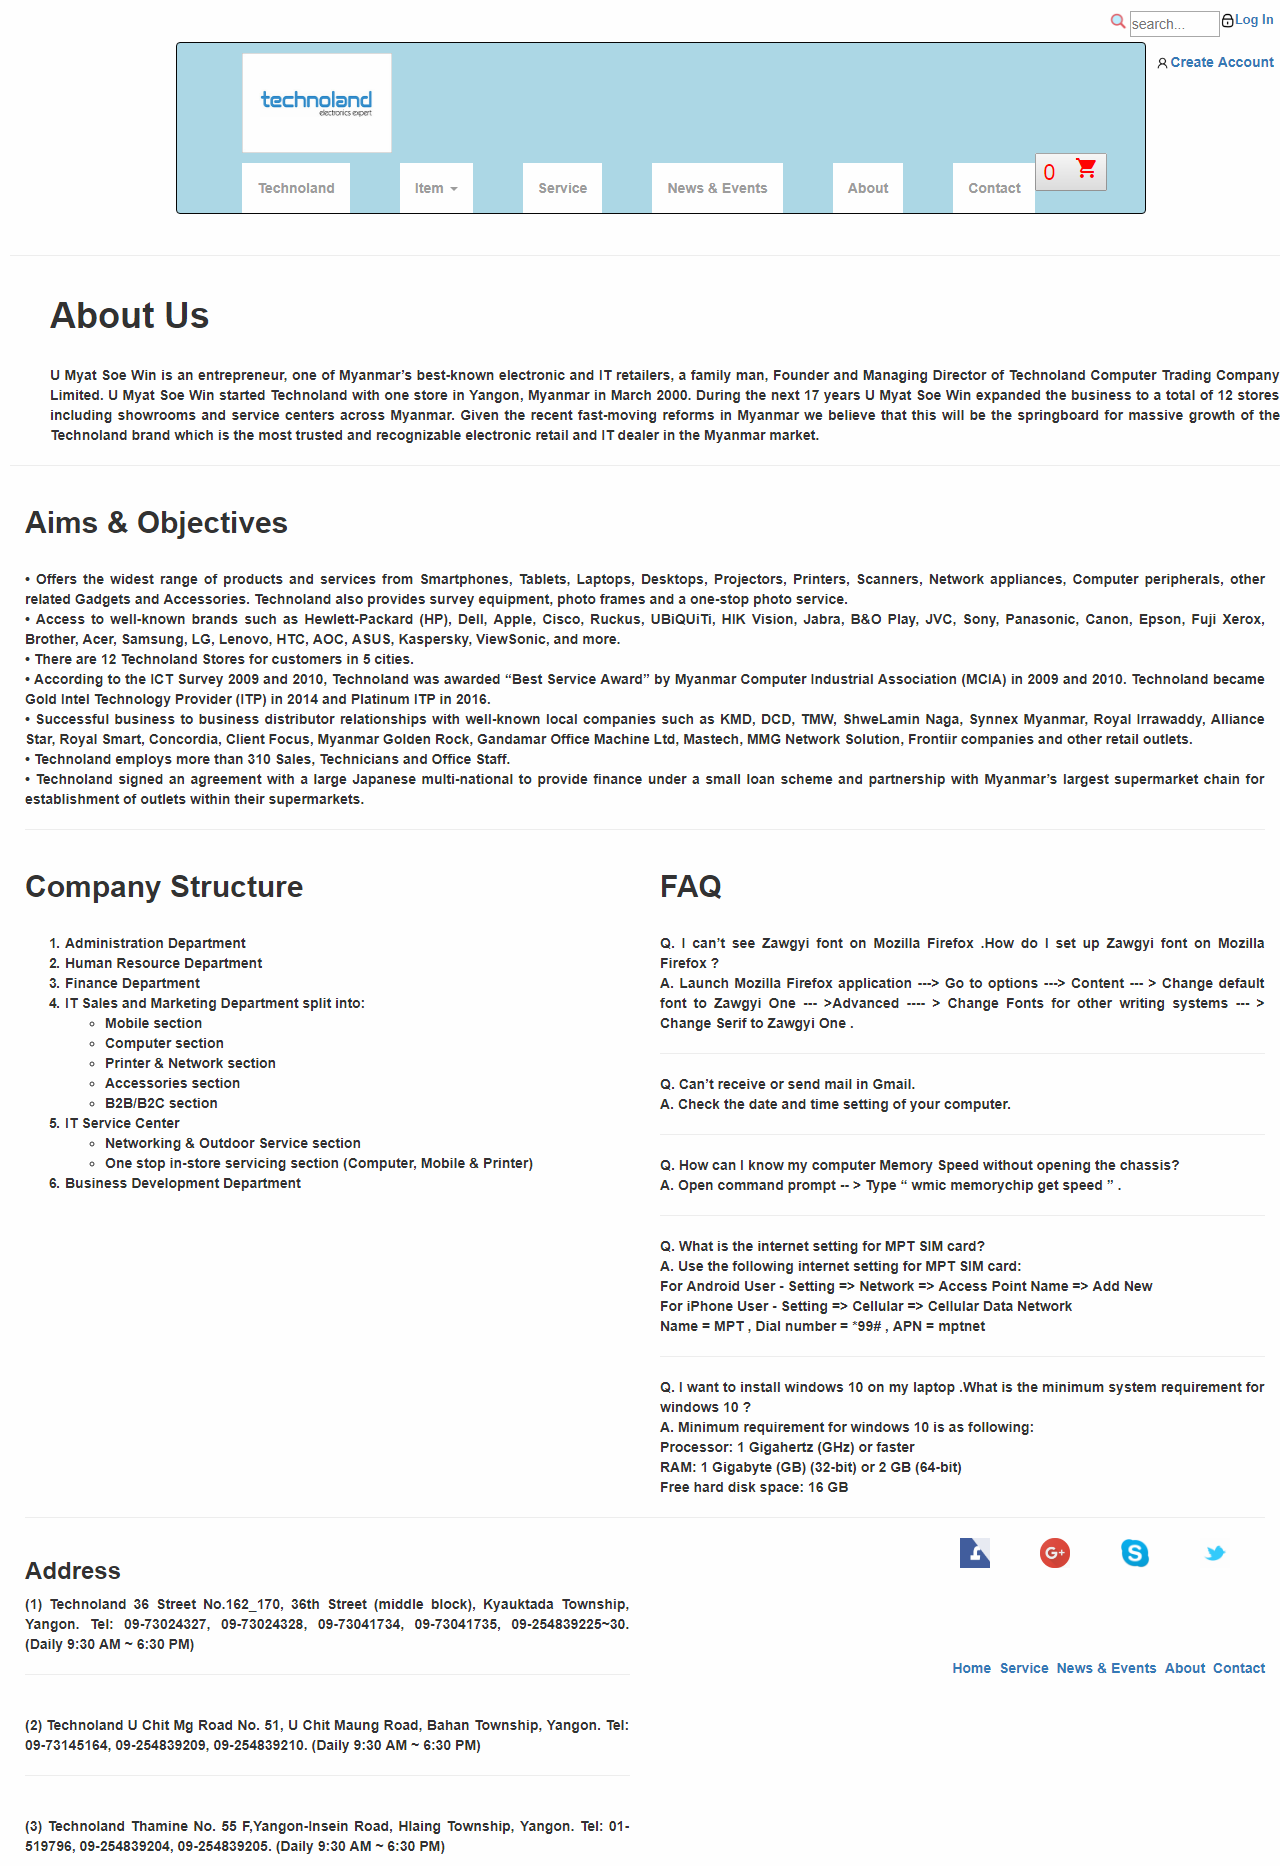 search...
Log In
Create Account
technoland
electronics expert
Technoland
Item
Service
News & Events
About
Contact
0
About Us
U Myat Soe Win is an entrepreneur, one of Myanmar’s best-known electronic and IT retailers, a family man, Founder and Managing Director of Technoland Computer Trading Company
Limited. U Myat Soe Win started Technoland with one store in Yangon, Myanmar in March 2000. During the next 17 years U Myat Soe Win expanded the business to a total of 12 stores
including showrooms and service centers across Myanmar. Given the recent fast-moving reforms in Myanmar we believe that this will be the springboard for massive growth of the
Technoland brand which is the most trusted and recognizable electronic retail and IT dealer in the Myanmar market.
Aims & Objectives
• Offers the widest range of products and services from Smartphones, Tablets, Laptops, Desktops, Projectors, Printers, Scanners, Network appliances, Computer peripherals, other
related Gadgets and Accessories. Technoland also provides survey equipment, photo frames and a one-stop photo service.
• Access to well-known brands such as Hewlett-Packard (HP), Dell, Apple, Cisco, Ruckus, UBiQUiTi, HIK Vision, Jabra, B&O Play, JVC, Sony, Panasonic, Canon, Epson, Fuji Xerox,
Brother, Acer, Samsung, LG, Lenovo, HTC, AOC, ASUS, Kaspersky, ViewSonic, and more.
• There are 12 Technoland Stores for customers in 5 cities.
• According to the ICT Survey 2009 and 2010, Technoland was awarded “Best Service Award” by Myanmar Computer Industrial Association (MCIA) in 2009 and 2010. Technoland became
Gold Intel Technology Provider (ITP) in 2014 and Platinum ITP in 2016.
• Successful business to business distributor relationships with well-known local companies such as KMD, DCD, TMW, ShweLamin Naga, Synnex Myanmar, Royal Irrawaddy, Alliance
Star, Royal Smart, Concordia, Client Focus, Myanmar Golden Rock, Gandamar Office Machine Ltd, Mastech, MMG Network Solution, Frontiir companies and other retail outlets.
• Technoland employs more than 310 Sales, Technicians and Office Staff.
• Technoland signed an agreement with a large Japanese multi-national to provide finance under a small loan scheme and partnership with Myanmar’s largest supermarket chain for
establishment of outlets within their supermarkets.
Company Structure
1. Administration Department
2. Human Resource Department
3. Finance Department
4. IT Sales and Marketing Department split into:
◦ Mobile section
◦ Computer section
◦ Printer & Network section
◦ Accessories section
◦ B2B/B2C section
5. IT Service Center
◦ Networking & Outdoor Service section
◦ One stop in-store servicing section (Computer, Mobile & Printer)
6. Business Development Department
FAQ
Q. I can’t see Zawgyi font on Mozilla Firefox .How do I set up Zawgyi font on Mozilla
Firefox ?
A. Launch Mozilla Firefox application ---> Go to options ---> Content --- > Change default
font to Zawgyi One --- >Advanced ---- > Change Fonts for other writing systems --- >
Change Serif to Zawgyi One .
Q. Can’t receive or send mail in Gmail.
A. Check the date and time setting of your computer.
Q. How can I know my computer Memory Speed without opening the chassis?
A. Open command prompt -- > Type “ wmic memorychip get speed ” .
Q. What is the internet setting for MPT SIM card?
A. Use the following internet setting for MPT SIM card:
For Android User - Setting => Network => Access Point Name => Add New
For iPhone User - Setting => Cellular => Cellular Data Network
Name = MPT , Dial number = *99# , APN = mptnet
Q. I want to install windows 10 on my laptop .What is the minimum system requirement for
windows 10 ?
A. Minimum requirement for windows 10 is as following:
Processor: 1 Gigahertz (GHz) or faster
RAM: 1 Gigabyte (GB) (32-bit) or 2 GB (64-bit)
Free hard disk space: 16 GB
Address
(1) Technoland 36 Street No.162_170, 36th Street (middle block), Kyauktada Township,
Yangon. Tel: 09-73024327, 09-73024328, 09-73041734, 09-73041735, 09-254839225~30.
(Daily 9:30 AM ~ 6:30 PM)
(2) Technoland U Chit Mg Road No. 51, U Chit Maung Road, Bahan Township, Yangon. Tel:
09-73145164, 09-254839209, 09-254839210. (Daily 9:30 AM ~ 6:30 PM)
(3) Technoland Thamine No. 55 F,Yangon-Insein Road, Hlaing Township, Yangon. Tel: 01-
519796, 09-254839204, 09-254839205. (Daily 9:30 AM ~ 6:30 PM)
f
G+
S
Home Service News & Events About Contact